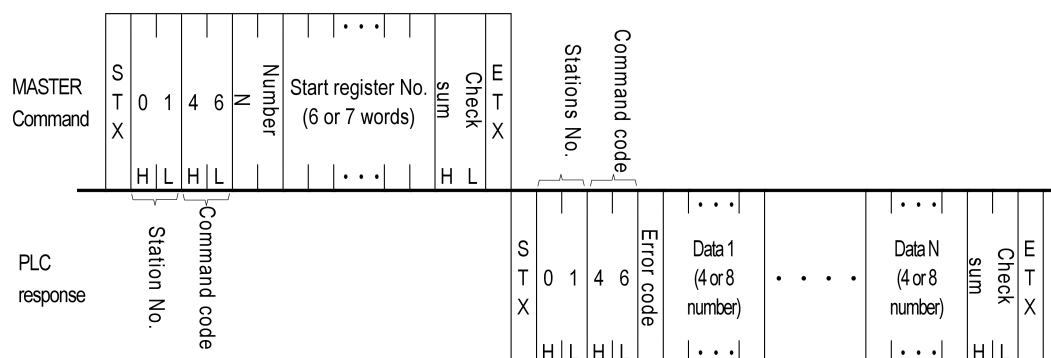 MASTER
Command
S
T
X
0 1
4 6
N
Number
• • •
Start register No.
(6 or 7 words)
• • •
sum
Check
E
T
X
H L
H L
H L
Station No.
Command code
Stations No.
Command code
PLC
response
S
T
X
0 1
4 6
Error code
• • •
Data 1
(4 or 8
number)
• • •
• • • •
• • •
Data N
(4 or 8
number)
• • •
sum
Check
E
T
X
H L
H L
H L